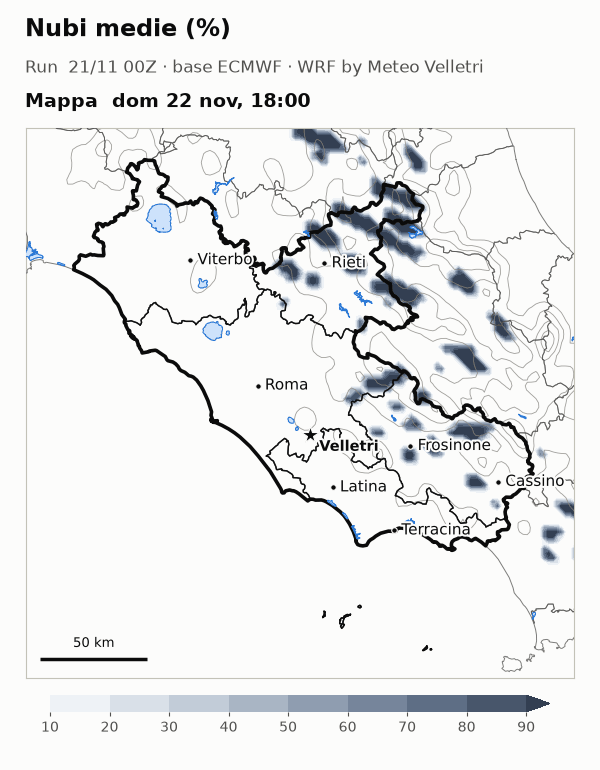 Nubi medie (%)
Run 21/11 00Z · base ECMWF · WRF by Meteo Velletri
Mappa dom 22 nov, 18:00
Rieti
Viterbo
Roma
Velletri
Frosinone
Latina
Cassino
Terracina
50 km
10 20 30 40 50 60 70 80 90